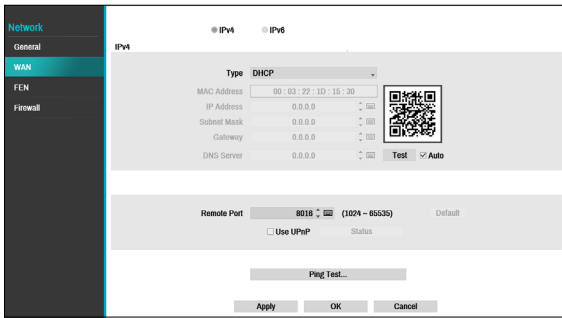 Network
General
WAN
FEN
Firewall
IPv4 IPv6
IPv4
Type DHCP
MAC Address 00 : 03 : 22 : 1D : 15 : 30
IP Address 0.0.0.0
Subnet Mask 0.0.0.0
Gateway 0.0.0.0
DNS Server 0.0.0.0 Test Auto
Remote Port 8016 (1024 ~ 65535) Default
Use UPnP Status
Ping Test...
Apply OK Cancel